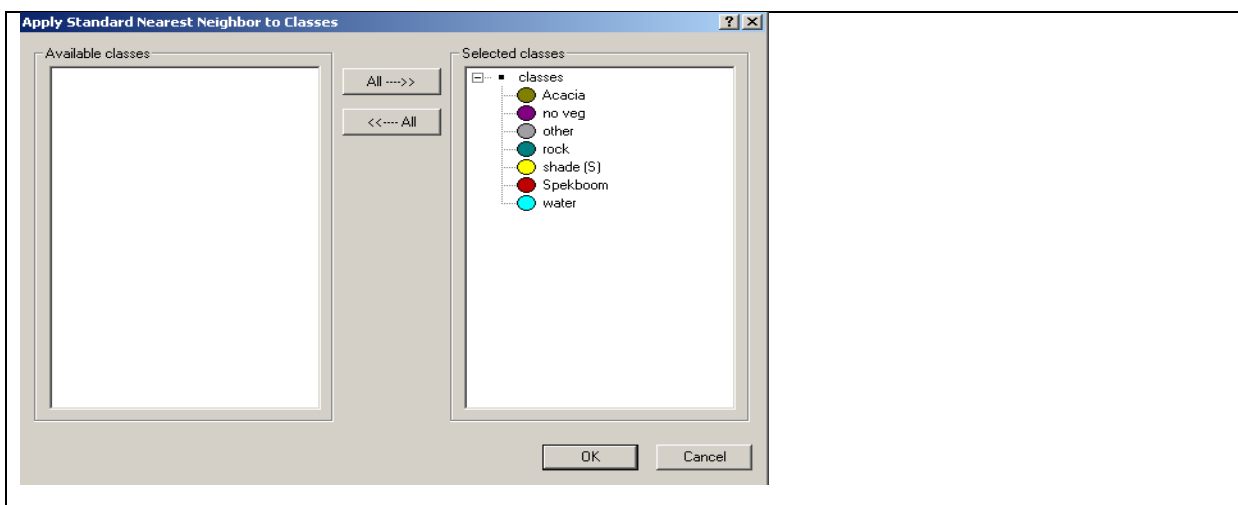 Apply Standard Nearest Neighbor to Classes
Available classes
All ---->>
<<---- All
Selected classes
classes
Acacia
no veg
other
rock
shade (S)
Spekboom
water
OK
Cancel